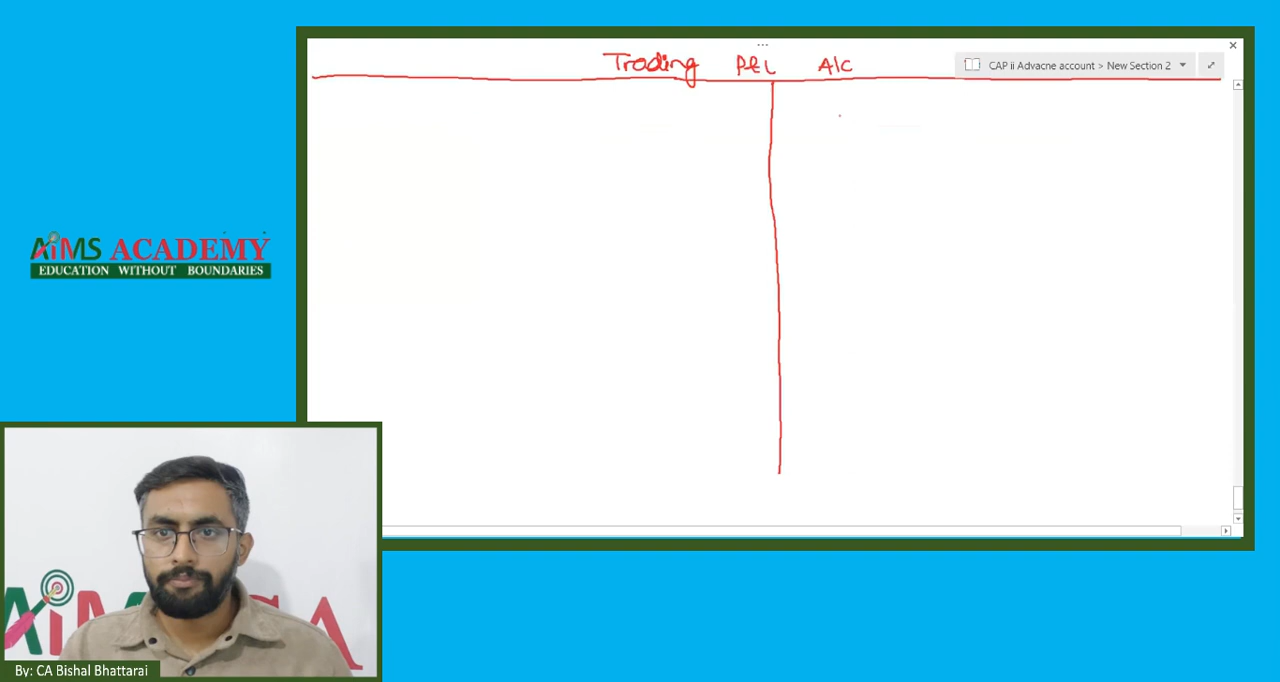 Trading P&L A/C
CAP ii Advacne account > New Section 2
AiMS ACADEMY
EDUCATION WITHOUT BOUNDARIES
By: CA Bishal Bhattarai